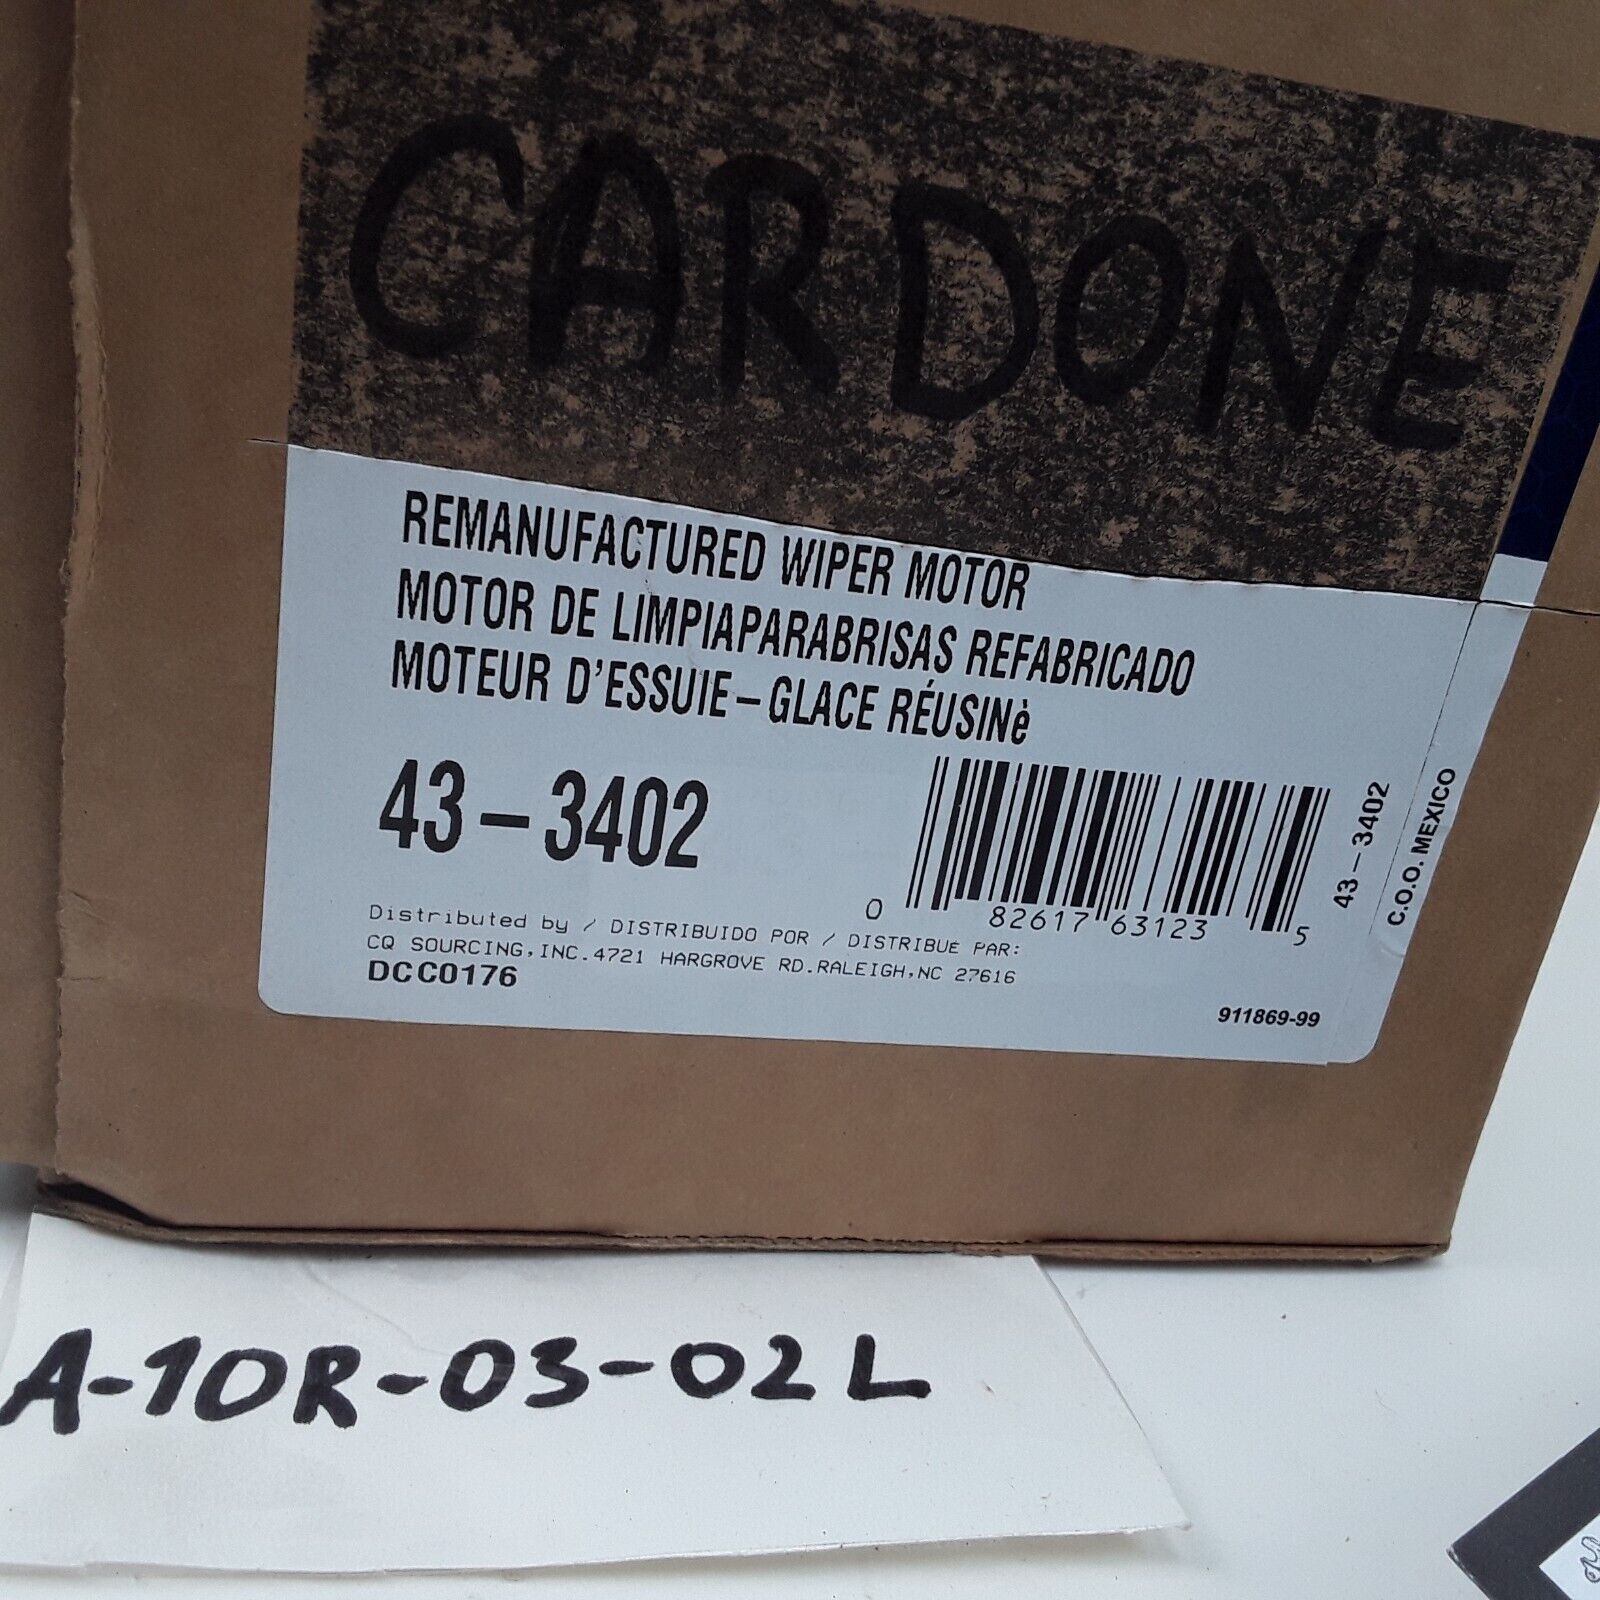 CARDONE
REMANUFACTURED WIPER MOTOR
MOTOR DE LIMPIAPARABRISAS REFABRICADO
MOTEUR D'ESSUIE-GLACE RÉUSINè
43-3402
0 82617 63123 5
43-3402
C.O.O. MEXICO
Distributed by / DISTRIBUIDO POR / DISTRIBUÉ PAR:
CQ SOURCING,INC.4721 HARGROVE RD.RALEIGH,NC 27616
DCC0176
911869-99
A-10R-03-02L